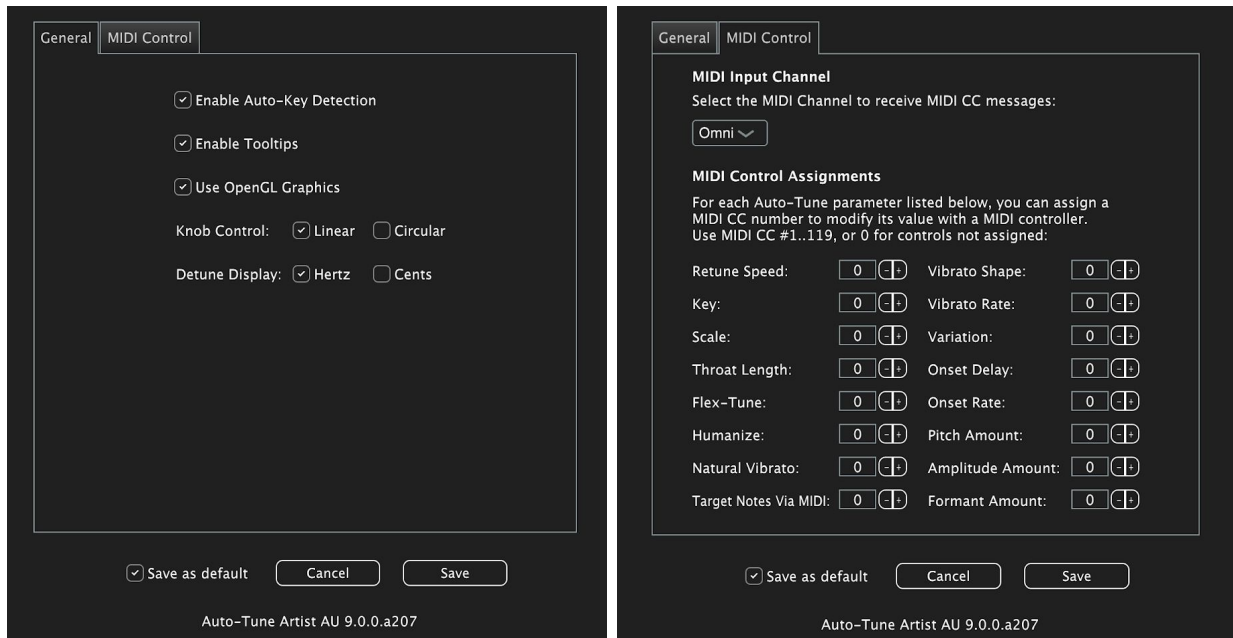 General MIDI Control
Enable Auto-Key Detection
Enable Tooltips
Use OpenGL Graphics
Knob Control: Linear Circular
Detune Display: Hertz Cents
Save as default Cancel Save
Auto-Tune Artist AU 9.0.0.a207
General MIDI Control
MIDI Input Channel
Select the MIDI Channel to receive MIDI CC messages:
Omni
MIDI Control Assignments
For each Auto-Tune parameter listed below, you can assign a
MIDI CC number to modify its value with a MIDI controller.
Use MIDI CC #1..119, or 0 for controls not assigned:
Retune Speed: 0 - + Vibrato Shape: 0 - +
Key: 0 - + Vibrato Rate: 0 - +
Scale: 0 - + Variation: 0 - +
Throat Length: 0 - + Onset Delay: 0 - +
Flex-Tune: 0 - + Onset Rate: 0 - +
Humanize: 0 - + Pitch Amount: 0 - +
Natural Vibrato: 0 - + Amplitude Amount: 0 - +
Target Notes Via MIDI: 0 - + Formant Amount: 0 - +
Save as default Cancel Save
Auto-Tune Artist AU 9.0.0.a207